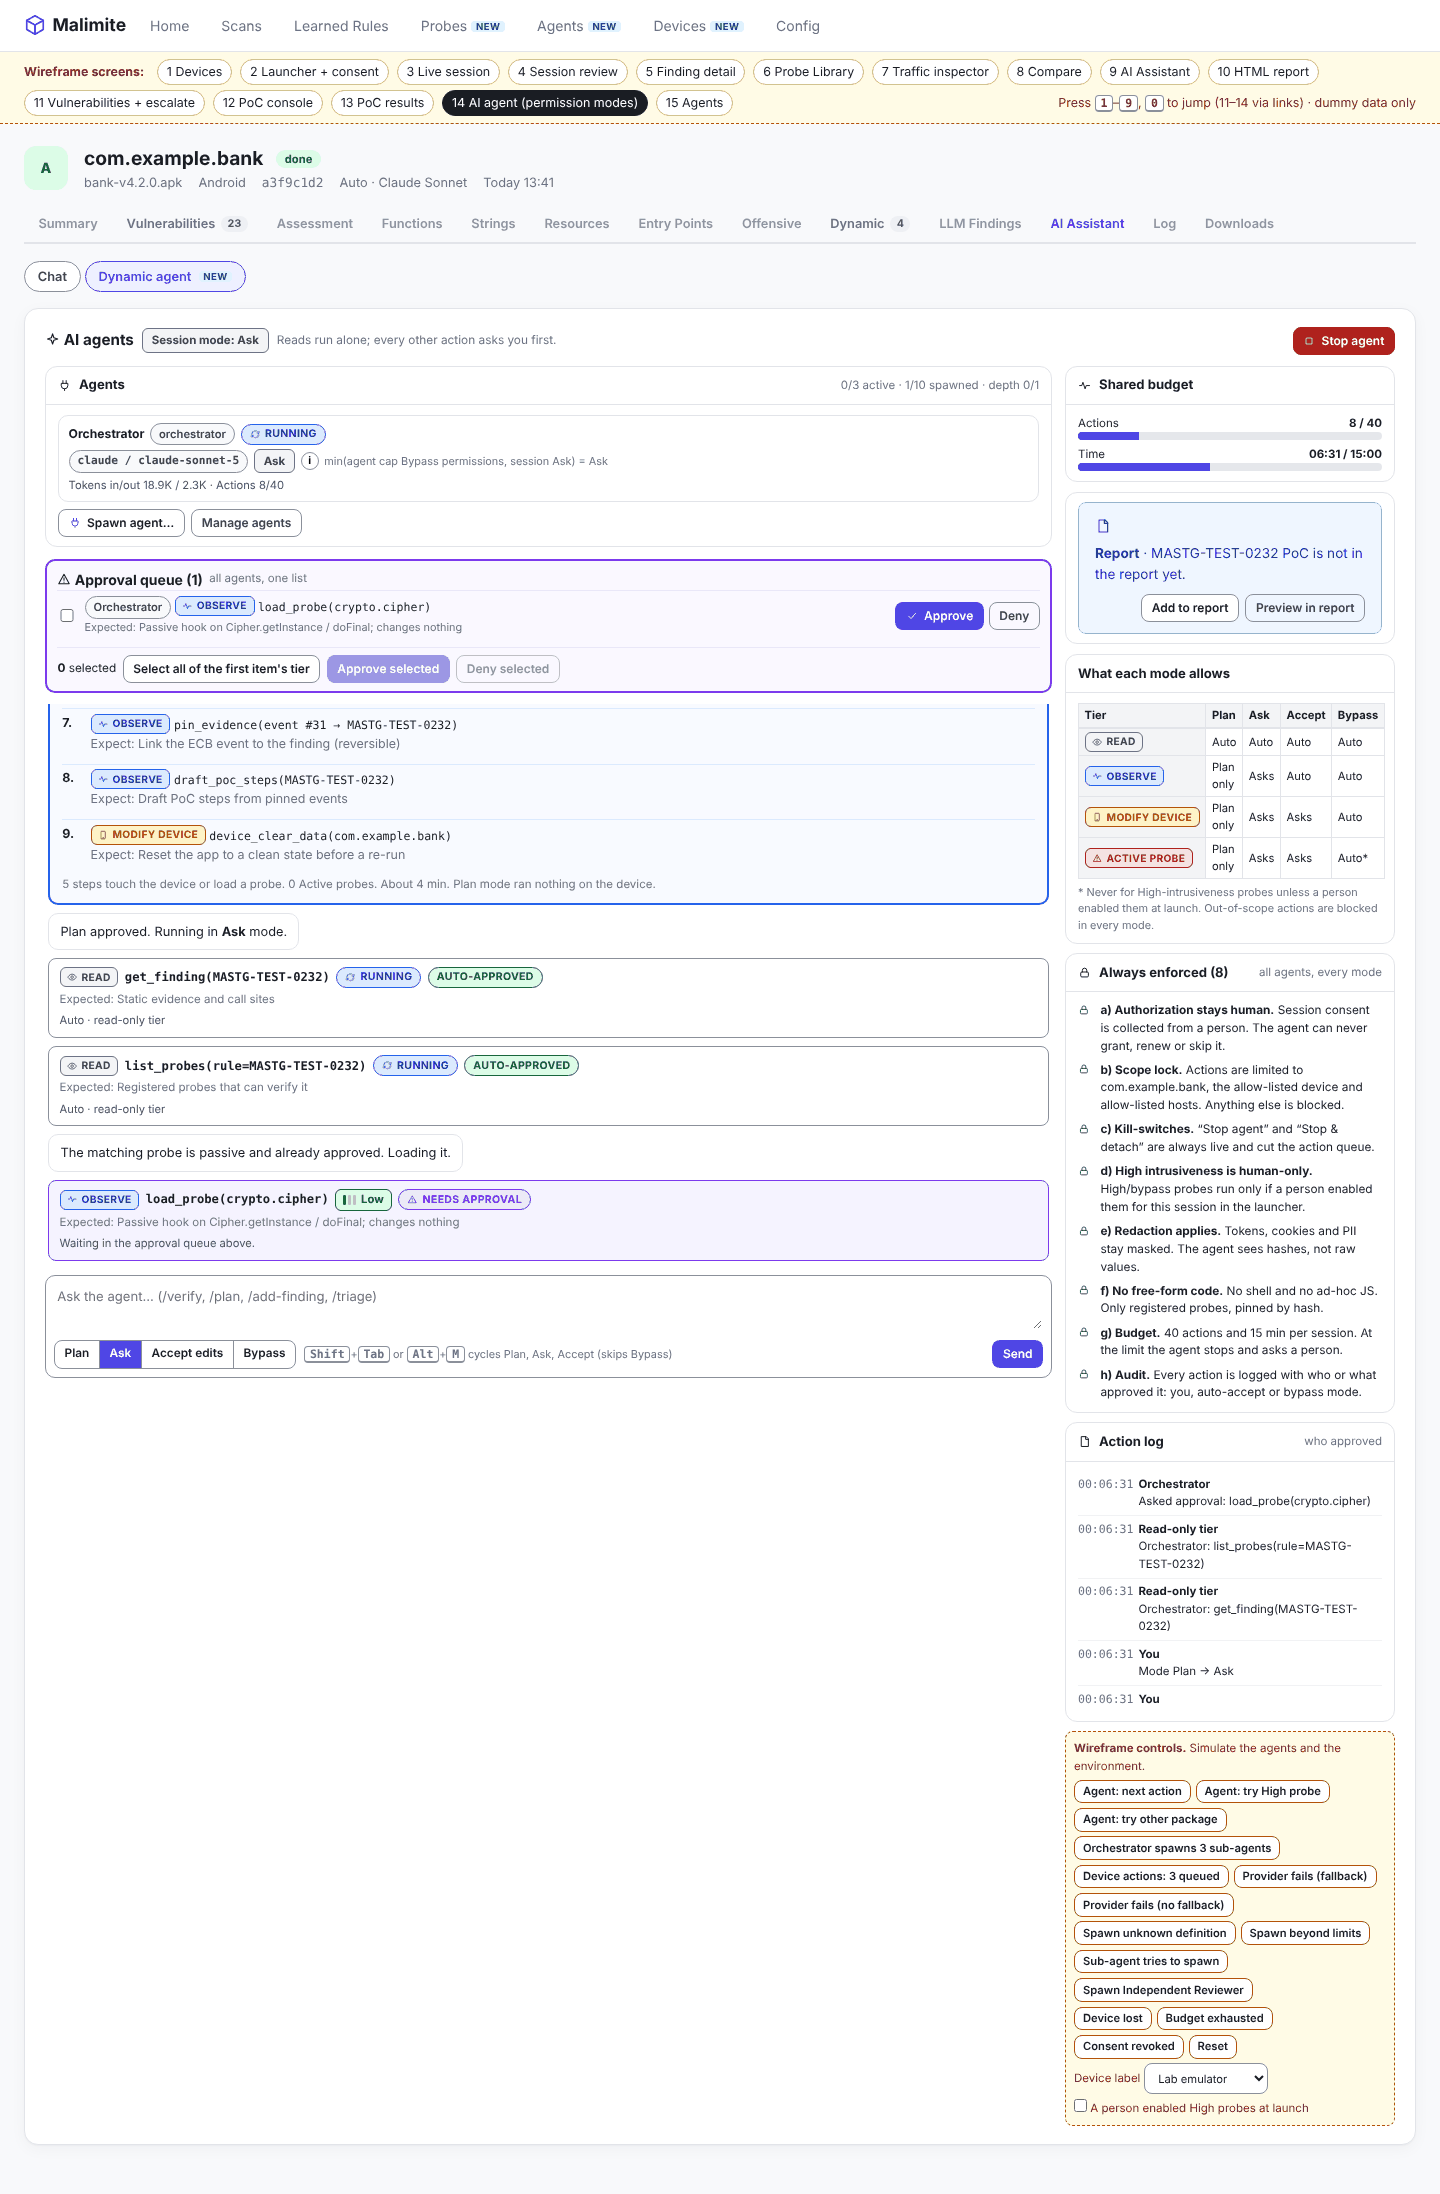 Malimite Home Scans Learned Rules Probes NEW Agents NEW Devices NEW Config
Wireframe screens: 1 Devices 2 Launcher + consent 3 Live session 4 Session review 5 Finding detail 6 Probe Library 7 Traffic inspector 8 Compare 9 AI Assistant 10 HTML report
11 Vulnerabilities + escalate 12 PoC console 13 PoC results 14 AI agent (permission modes) 15 Agents Press 1–9, 0 to jump (11–14 via links) · dummy data only
A
com.example.bank done
bank-v4.2.0.apk Android a3f9c1d2 Auto · Claude Sonnet Today 13:41
Summary Vulnerabilities 23 Assessment Functions Strings Resources Entry Points Offensive Dynamic 4 LLM Findings AI Assistant Log Downloads
Chat Dynamic agent NEW
AI agents Session mode: Ask Reads run alone; every other action asks you first. Stop agent
Agents 0/3 active · 1/10 spawned · depth 0/1
Orchestrator orchestrator RUNNING
claude / claude-sonnet-5 Ask i min(agent cap Bypass permissions, session Ask) = Ask
Tokens in/out 18.9K / 2.3K · Actions 8/40
Spawn agent... Manage agents
Approval queue (1) all agents, one list
Orchestrator OBSERVE load_probe(crypto.cipher)
Expected: Passive hook on Cipher.getInstance / doFinal; changes nothing
Approve Deny
0 selected Select all of the first item's tier Approve selected Deny selected
7. OBSERVE pin_evidence(event #31 → MASTG-TEST-0232)
Expect: Link the ECB event to the finding (reversible)
8. OBSERVE draft_poc_steps(MASTG-TEST-0232)
Expect: Draft PoC steps from pinned events
9. MODIFY DEVICE device_clear_data(com.example.bank)
Expect: Reset the app to a clean state before a re-run
5 steps touch the device or load a probe. 0 Active probes. About 4 min. Plan mode ran nothing on the device.
Plan approved. Running in Ask mode.
READ get_finding(MASTG-TEST-0232) RUNNING AUTO-APPROVED
Expected: Static evidence and call sites
Auto · read-only tier
READ list_probes(rule=MASTG-TEST-0232) RUNNING AUTO-APPROVED
Expected: Registered probes that can verify it
Auto · read-only tier
The matching probe is passive and already approved. Loading it.
OBSERVE load_probe(crypto.cipher) Low NEEDS APPROVAL
Expected: Passive hook on Cipher.getInstance / doFinal; changes nothing
Waiting in the approval queue above.
Ask the agent... (/verify, /plan, /add-finding, /triage)
Plan Ask Accept edits Bypass Shift+Tab or Alt+M cycles Plan, Ask, Accept (skips Bypass) Send
Shared budget
Actions 8 / 40
Time 06:31 / 15:00
Report · MASTG-TEST-0232 PoC is not in
the report yet.
Add to report Preview in report
What each mode allows
Tier Plan Ask Accept Bypass
READ Auto Auto Auto Auto
OBSERVE Plan only Asks Auto Auto
MODIFY DEVICE Plan only Asks Asks Auto
ACTIVE PROBE Plan only Asks Asks Auto*
* Never for High-intrusiveness probes unless a person
enabled them at launch. Out-of-scope actions are blocked
in every mode.
Always enforced (8) all agents, every mode
a) Authorization stays human. Session consent
is collected from a person. The agent can never
grant, renew or skip it.
b) Scope lock. Actions are limited to
com.example.bank, the allow-listed device and
allow-listed hosts. Anything else is blocked.
c) Kill-switches. “Stop agent” and “Stop &
detach” are always live and cut the action queue.
d) High intrusiveness is human-only.
High/bypass probes run only if a person enabled
them for this session in the launcher.
e) Redaction applies. Tokens, cookies and PII
stay masked. The agent sees hashes, not raw
values.
f) No free-form code. No shell and no ad-hoc JS.
Only registered probes, pinned by hash.
g) Budget. 40 actions and 15 min per session. At
the limit the agent stops and asks a person.
h) Audit. Every action is logged with who or what
approved it: you, auto-accept or bypass mode.
Action log who approved
00:06:31 Orchestrator
Asked approval: load_probe(crypto.cipher)
00:06:31 Read-only tier
Orchestrator: list_probes(rule=MASTG-
TEST-0232)
00:06:31 Read-only tier
Orchestrator: get_finding(MASTG-TEST-
0232)
00:06:31 You
Mode Plan → Ask
00:06:31 You
Wireframe controls. Simulate the agents and the
environment.
Agent: next action Agent: try High probe
Agent: try other package
Orchestrator spawns 3 sub-agents
Device actions: 3 queued Provider fails (fallback)
Provider fails (no fallback)
Spawn unknown definition Spawn beyond limits
Sub-agent tries to spawn
Spawn Independent Reviewer
Device lost Budget exhausted
Consent revoked Reset
Device label Lab emulator
A person enabled High probes at launch